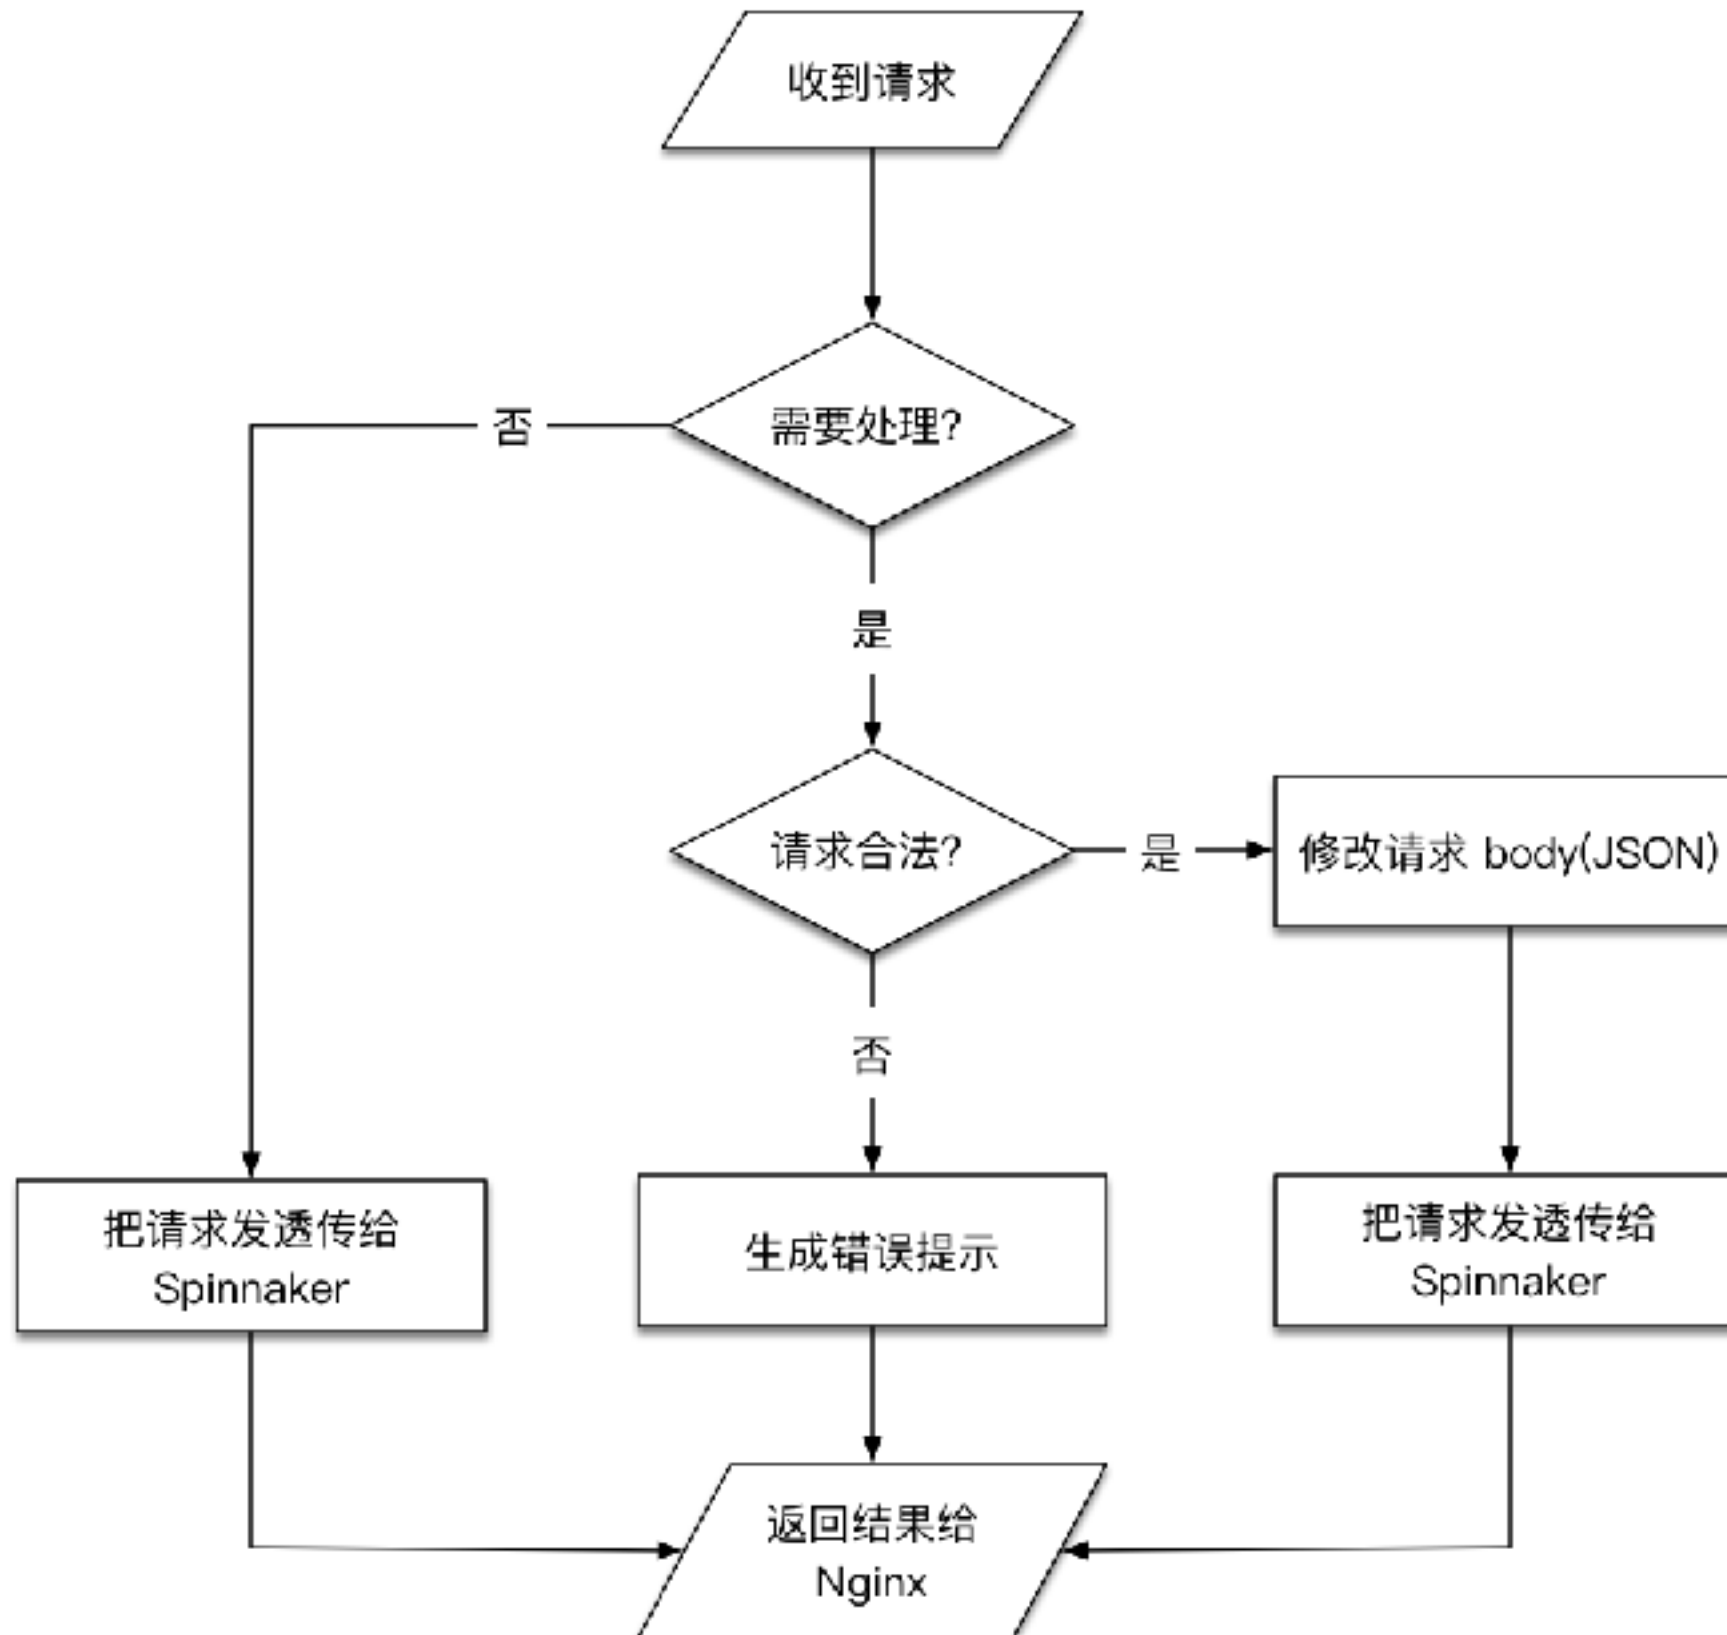 收到请求
需要处理?
否
是
请求合法?
是
修改请求 body(JSON)
否
把请求发透传给
Spinnaker
生成错误提示
把请求发透传给
Spinnaker
返回结果给
Nginx